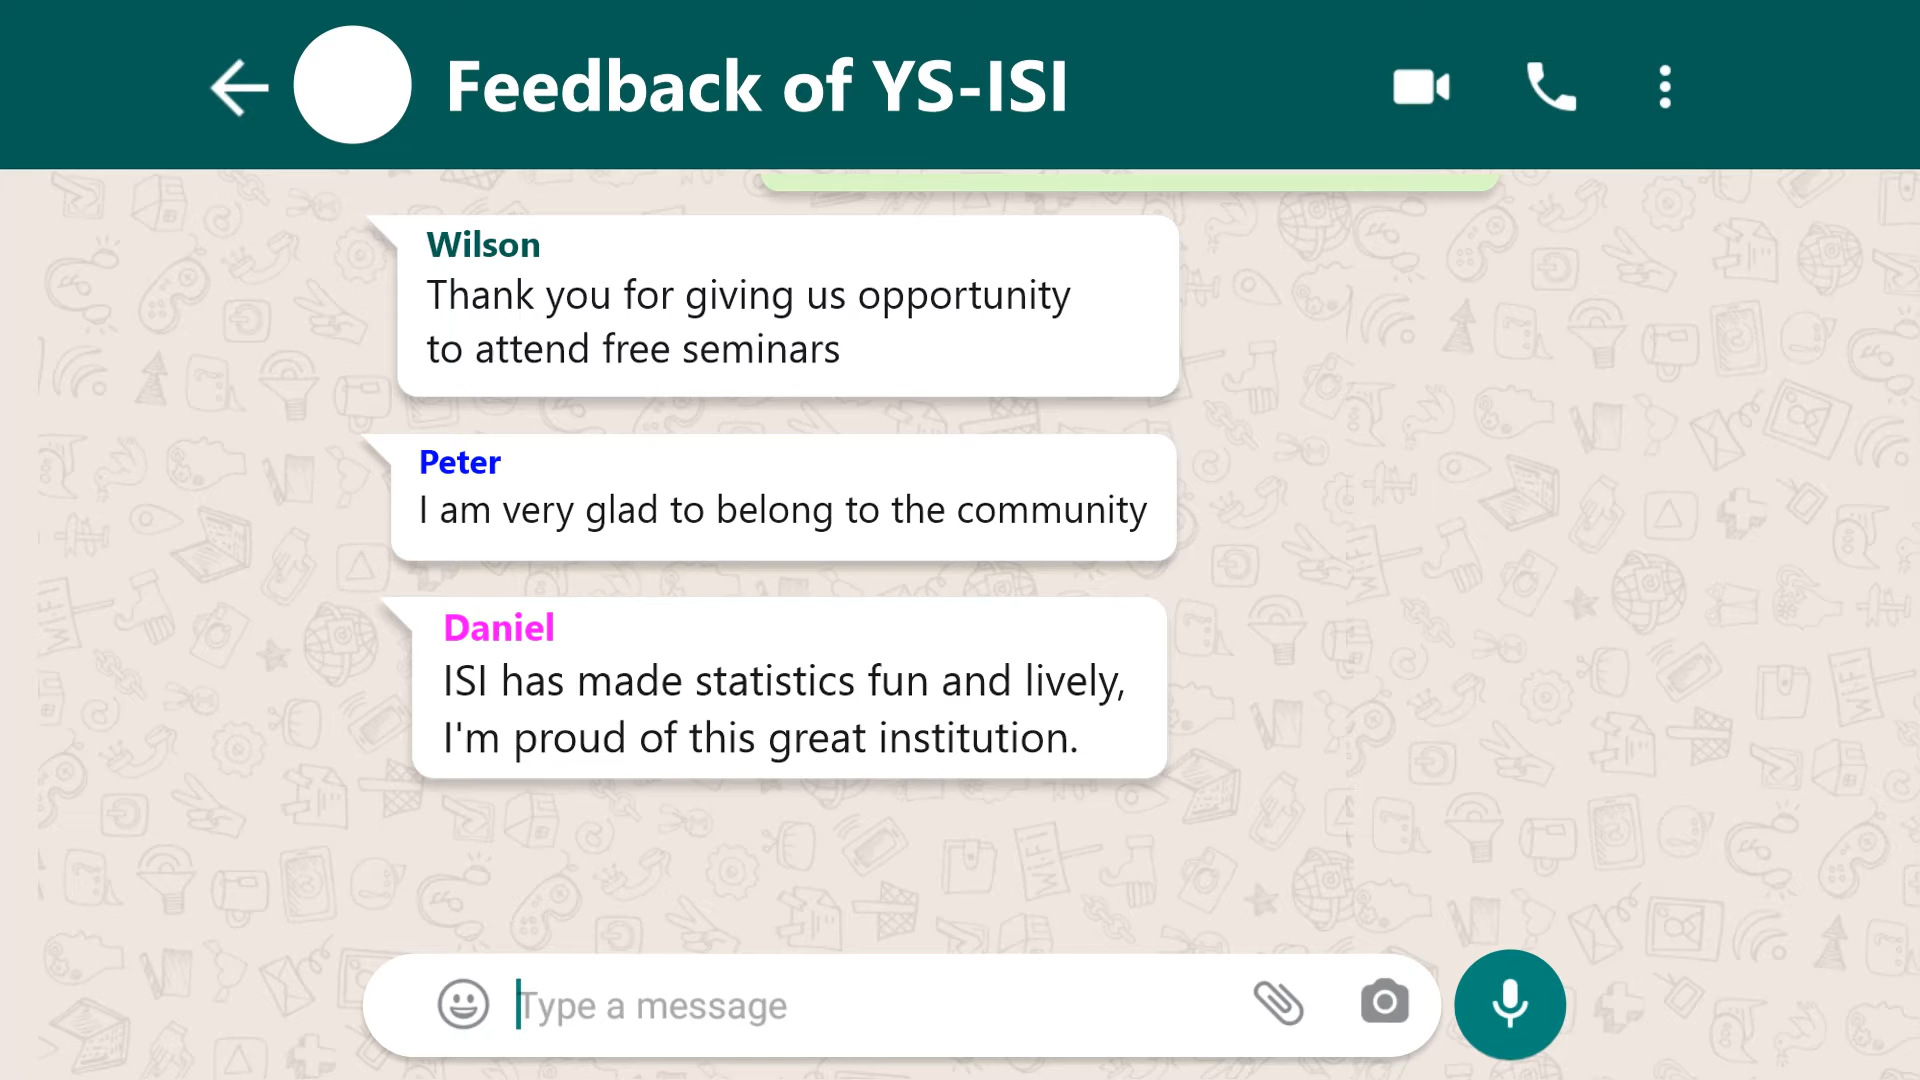 Feedback of YS-ISI
Wilson
Thank you for giving us opportunity
to attend free seminars
Peter
I am very glad to belong to the community
Daniel
ISI has made statistics fun and lively,
I'm proud of this great institution.
Type a message